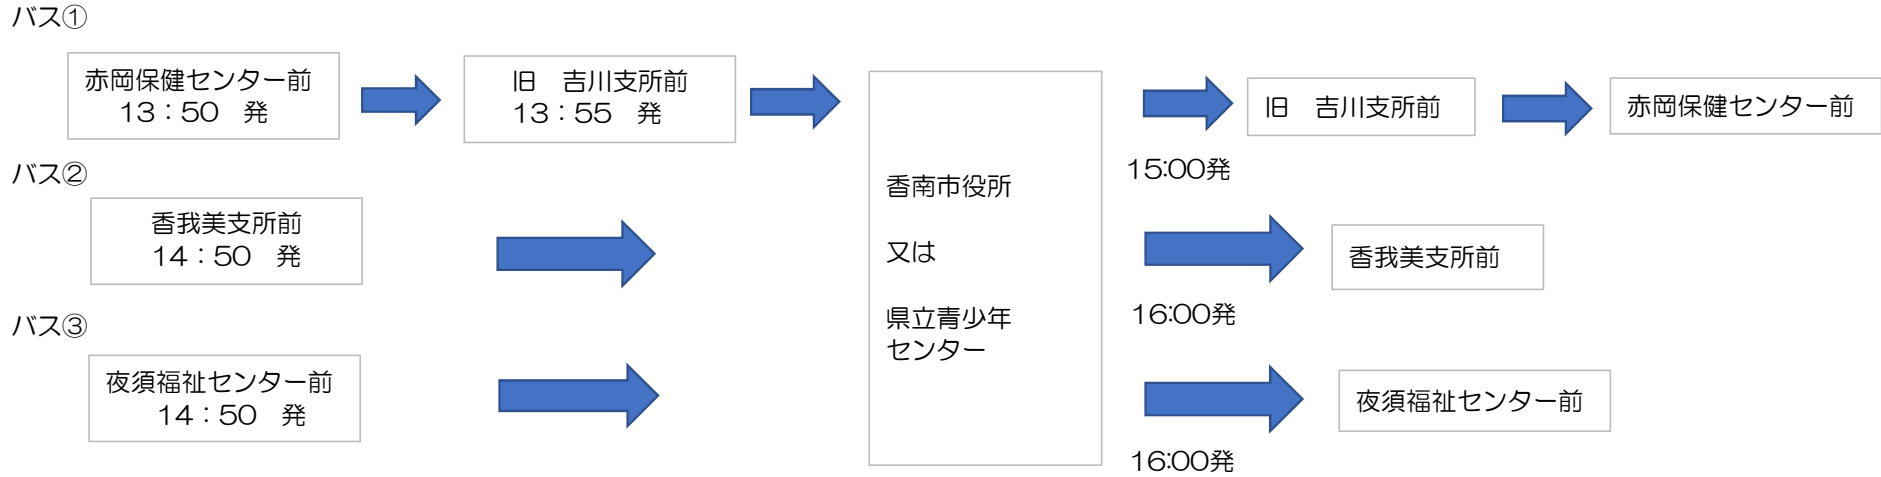 バス①
赤岡保健センター前
13：50　発
旧　吉川支所前
13：55　発
旧　吉川支所前
赤岡保健センター前
15:00発
バス②
香我美支所前
14：50　発
香南市役所
又は
県立青少年
センター
香我美支所前
16:00発
バス③
夜須福祉センター前
14：50　発
夜須福祉センター前
16:00発